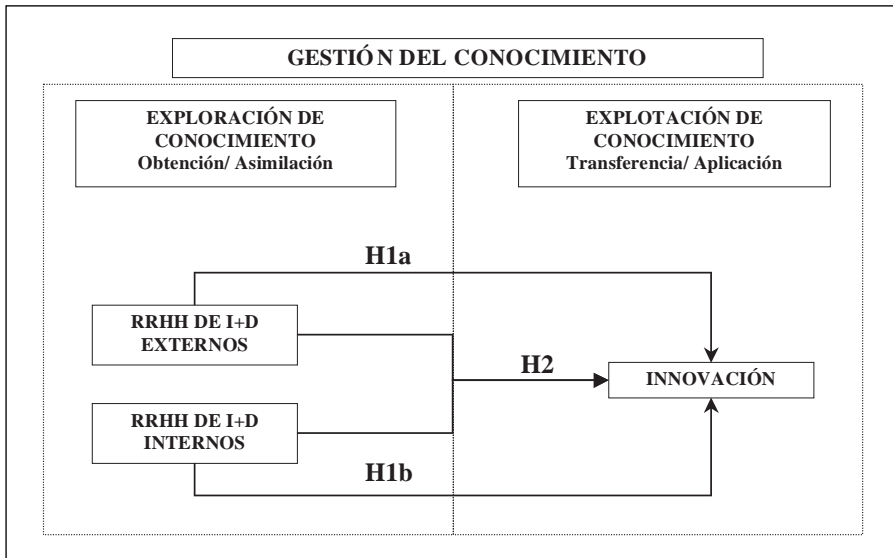 GESTIÓN DEL CONOCIMIENTO
EXPLORACIÓN DE
CONOCIMIENTO
Obtención/ Asimilación
EXPLOTACIÓN DE
CONOCIMIENTO
Transferencia/ Aplicación
H1a
RRHH DE I+D
EXTERNOS
H2
INNOVACIÓN
RRHH DE I+D
INTERNOS
H1b